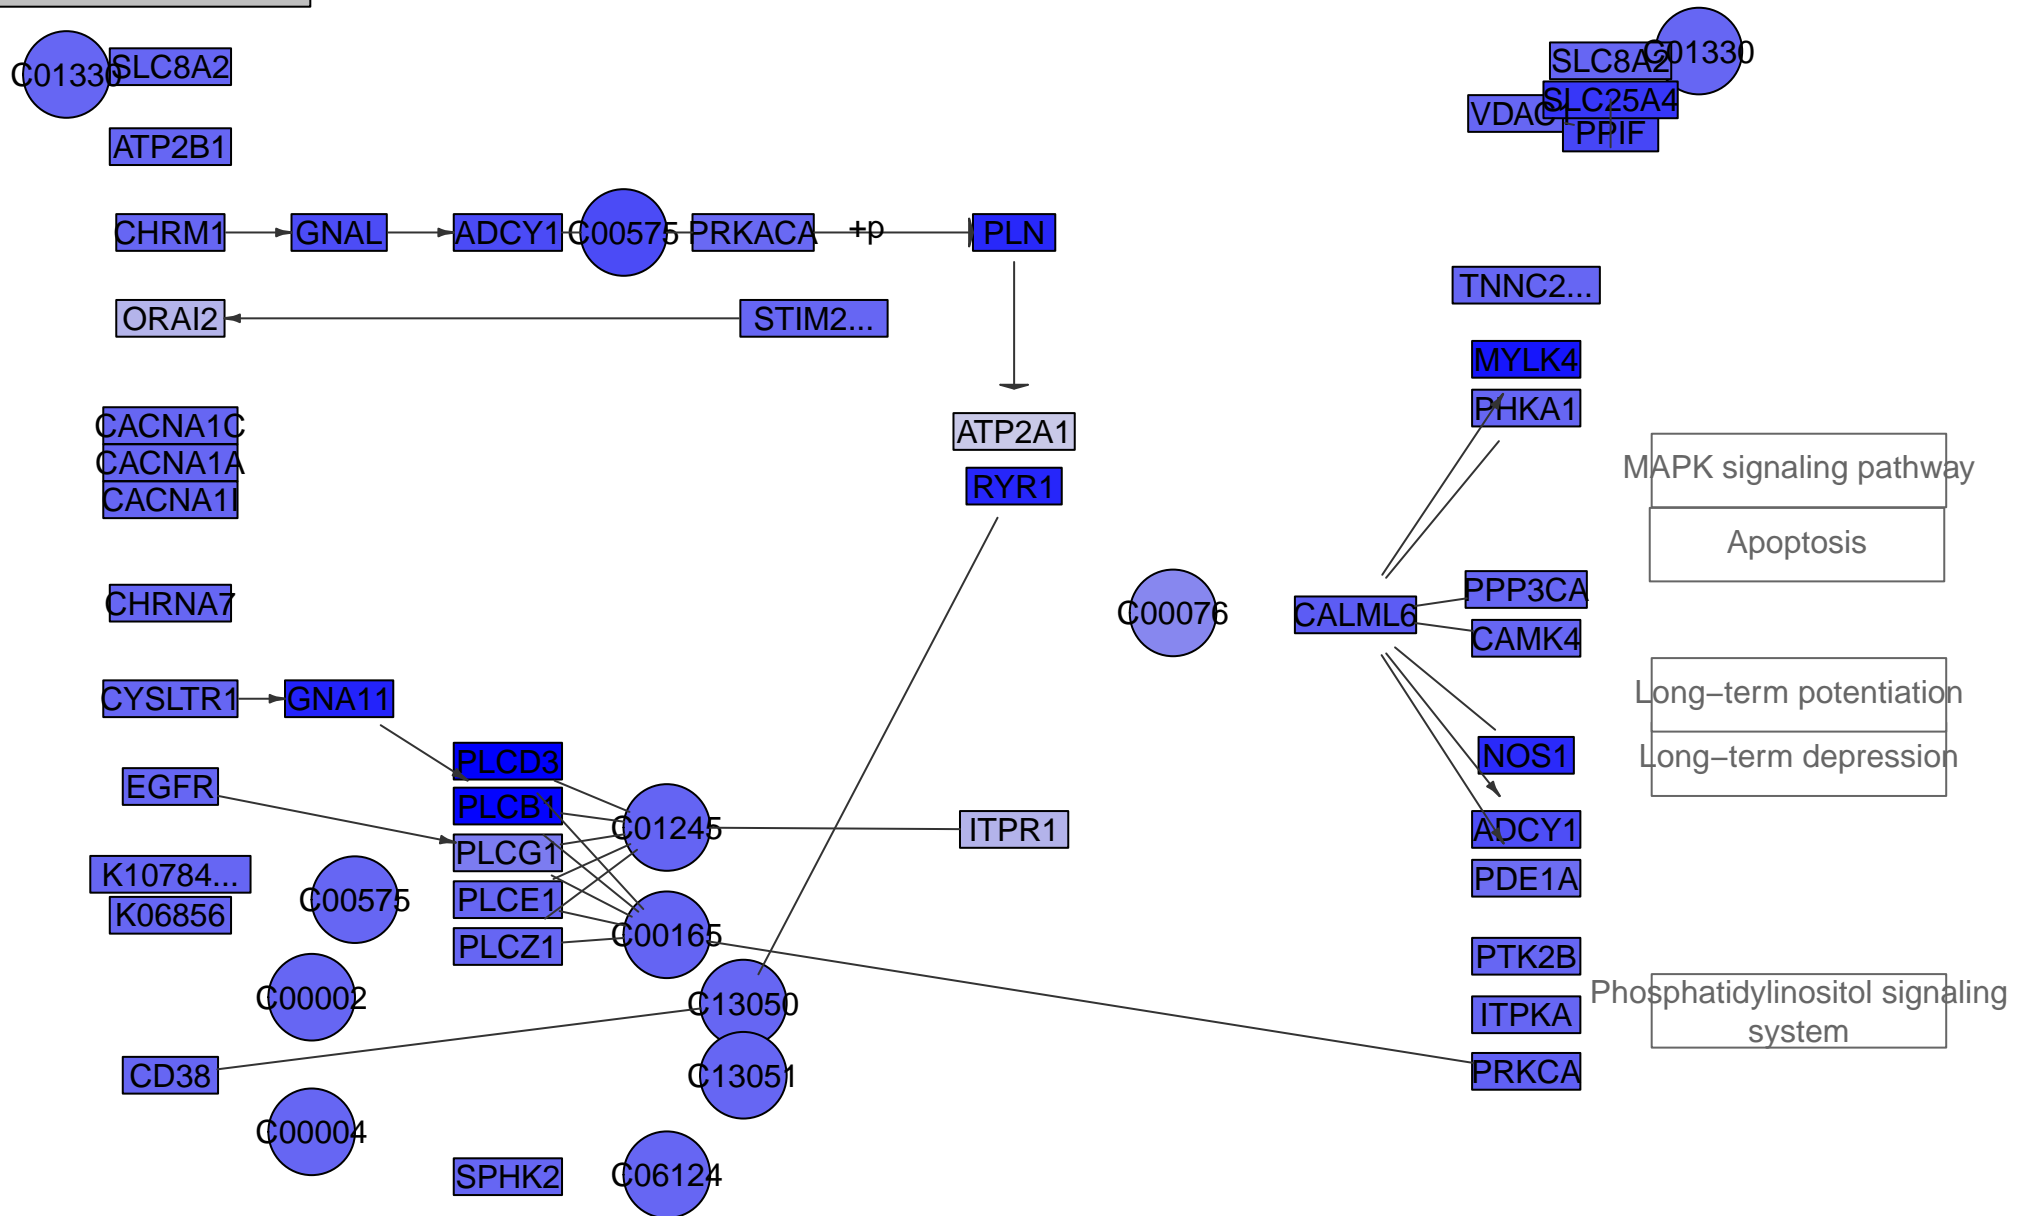 C01330
SLC8A2
SLC8A2
C01330
SLC25A4
VDAC1
PPIF
ATP2B1
CHRM1
GNAL
ADCY1
C00575
PRKACA
+p
PLN
TNNC2...
ORAI2
STIM2...
MYLK4
PHKA1
CACNA1C
CACNA1A
CACNA1I
ATP2A1
RYR1
MAPK signaling pathway
Apoptosis
CHRNA7
C00076
CALML6
PPP3CA
CAMK4
CYSLTR1
GNA11
Long–term potentiation
Long–term depression
NOS1
PLCD3
EGFR
PLCB1
C01245
ITPR1
ADCY1
PLCG1
K10784...
C00575
PLCE1
PDE1A
K06856
PLCZ1
C00165
PTK2B
C00002
C13050
ITPKA
Phosphatidylinositol signaling
system
CD38
C13051
PRKCA
C00004
SPHK2
C06124